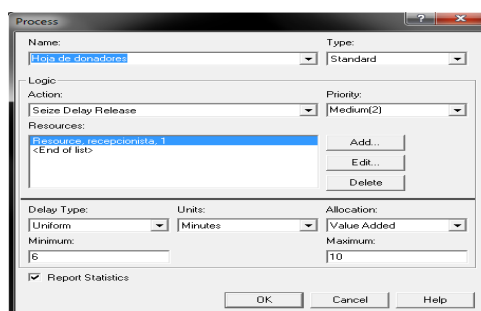 Process
Name: Type:
Hoja de donadores Standard
Logic
Action: Priority:
Seize Delay Release Medium(2)
Resources:
Resource, recepcionista, 1
<End of list>
Add...
Edit...
Delete
Delay Type: Units: Allocation:
Uniform Minutes Value Added
Minimum: Maximum:
6 10
Report Statistics
OK Cancel Help